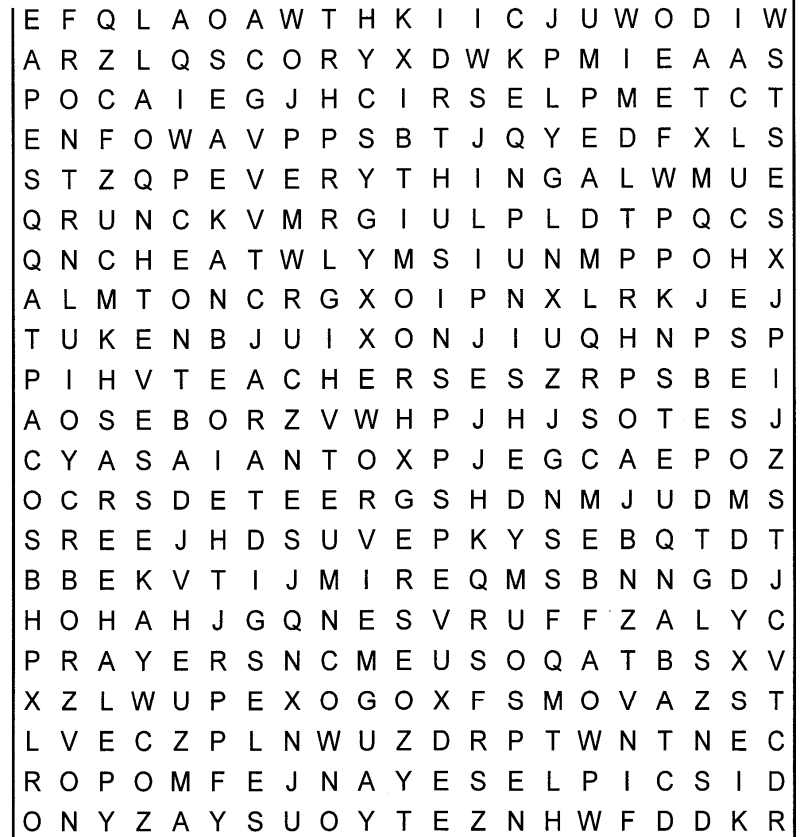 E F Q L A O A W T H K I I C J U W O D I W
A R Z L Q S C O R Y X D W K P M I E A A S
P O C A I E G J H C I R S E L P M E T C T
E N F O W A V P P S B T J Q Y E D F X L S
S T Z Q P E V E R Y T H I N G A L W M U E
Q R U N C K V M R G I U L P L D T P Q C S
Q N C H E A T W L Y M S I U N M P P O H X
A L M T O N C R G X O I P N X L R K J E J
T U K E N B J U I X O N J I U Q H N P S P
P I H V T E A C H E R S E S Z R P S B E I
A O S E B O R Z V W H P J H J S O T E S J
C Y A S A I A N T O X P J E G C A E P O Z
O C R S D E T E E R G S H D N M J U D M S
S R E E J H D S U V E P K Y S E B Q T D T
B B E K V T I J M I R E Q M S B N N G D J
H O H A H J G Q N E S V R U F F Z A L Y C
P R A Y E R S N C M E U S O Q A T B S X V
X Z L W U P E X O G O X F S M O V A Z S T
L V E C Z P L N W U Z D R P T W N T N E C
R O P O M F E J N A Y E S E L P I C S I D
O N Y Z A Y S U O Y T E Z N H W F D D K R